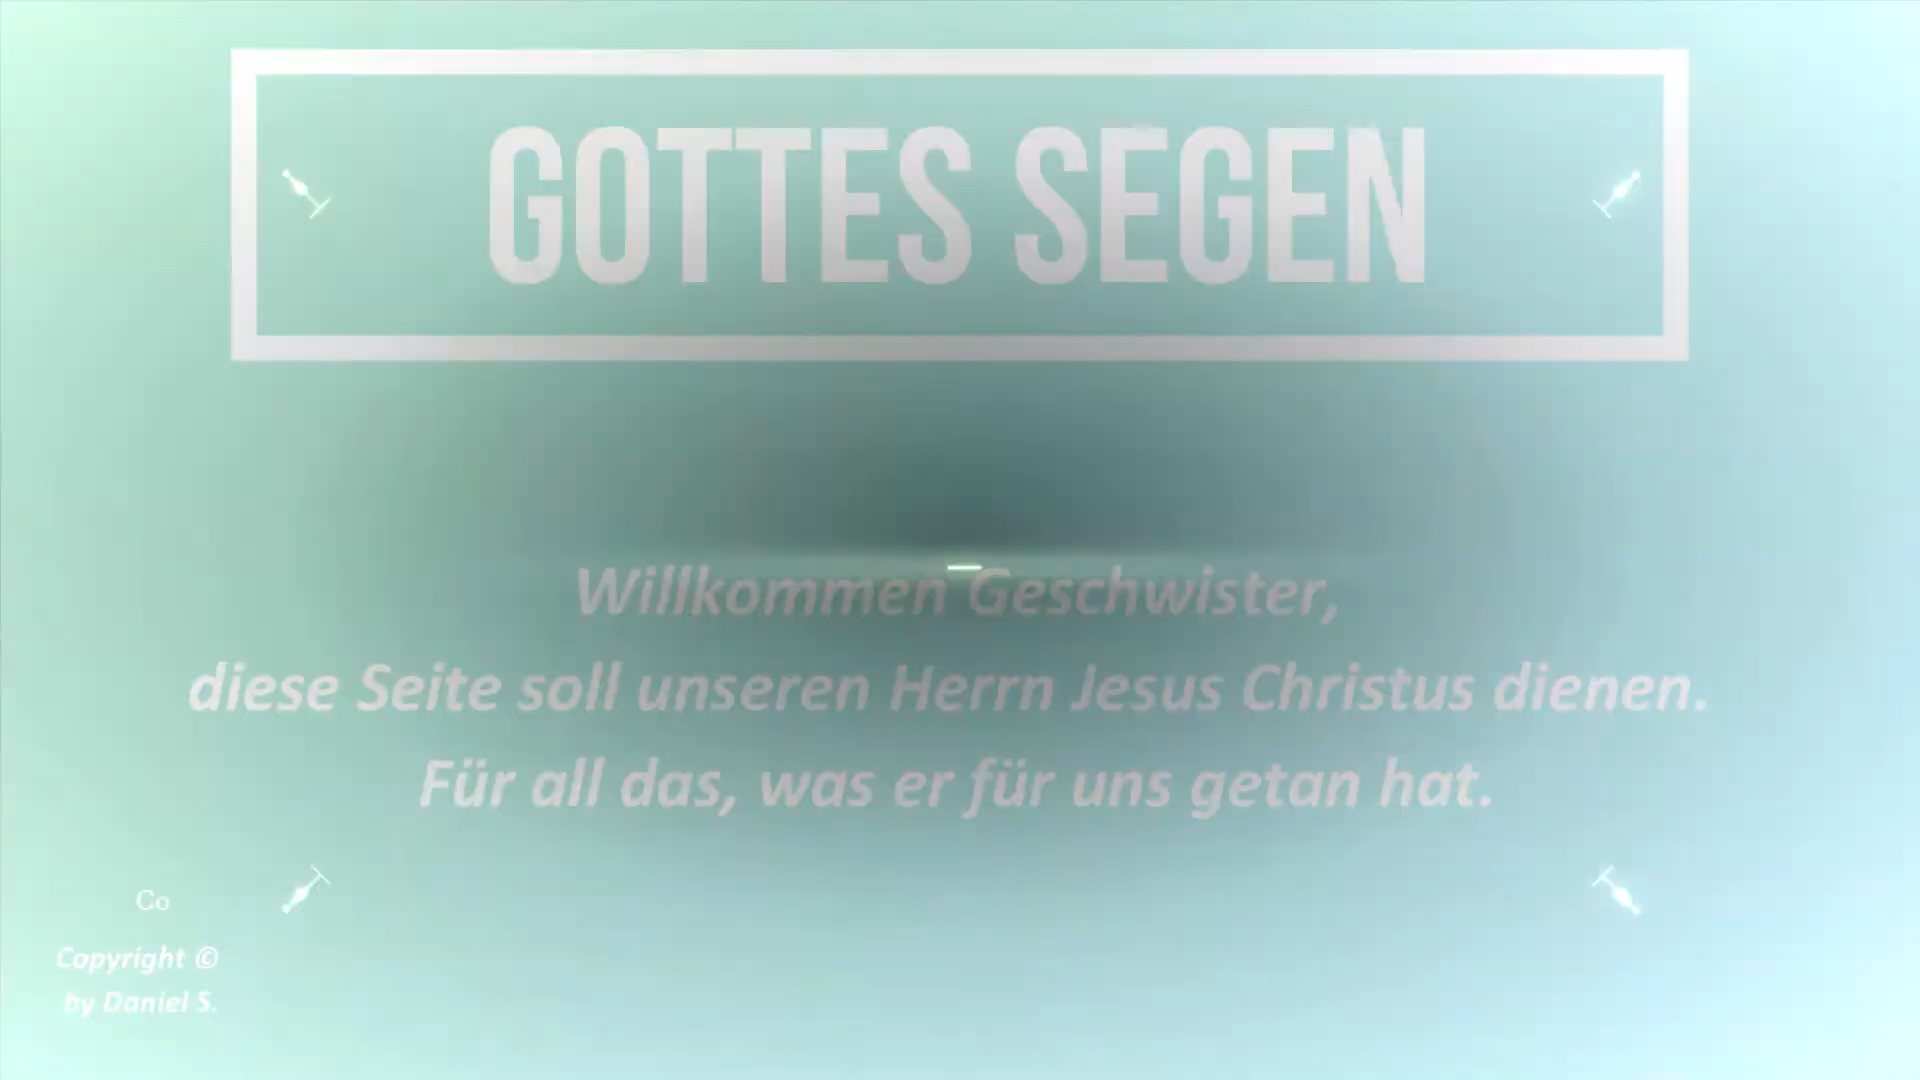 GOTTES SEGEN
Willkommen Geschwister,
diese Seite soll unseren Herrn Jesus Christus dienen.
Für all das, was er für uns getan hat.
Co
Copyright ©
by Daniel S.